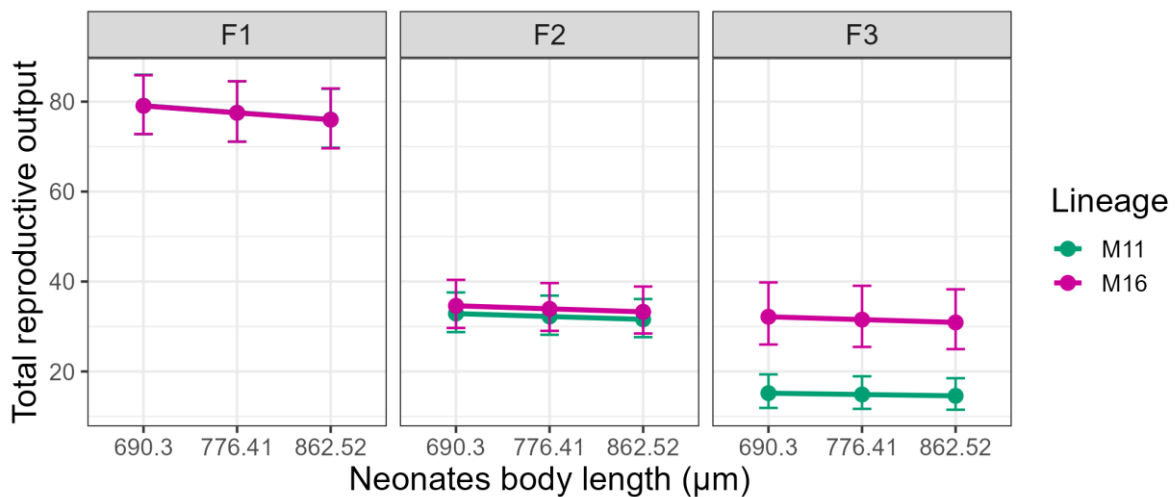 F1 F2 F3
Total reproductive output
80
60
40
20
690.3 776.41 862.52 690.3 776.41 862.52 690.3 776.41 862.52
Neonates body length (μm)
Lineage
M11
M16